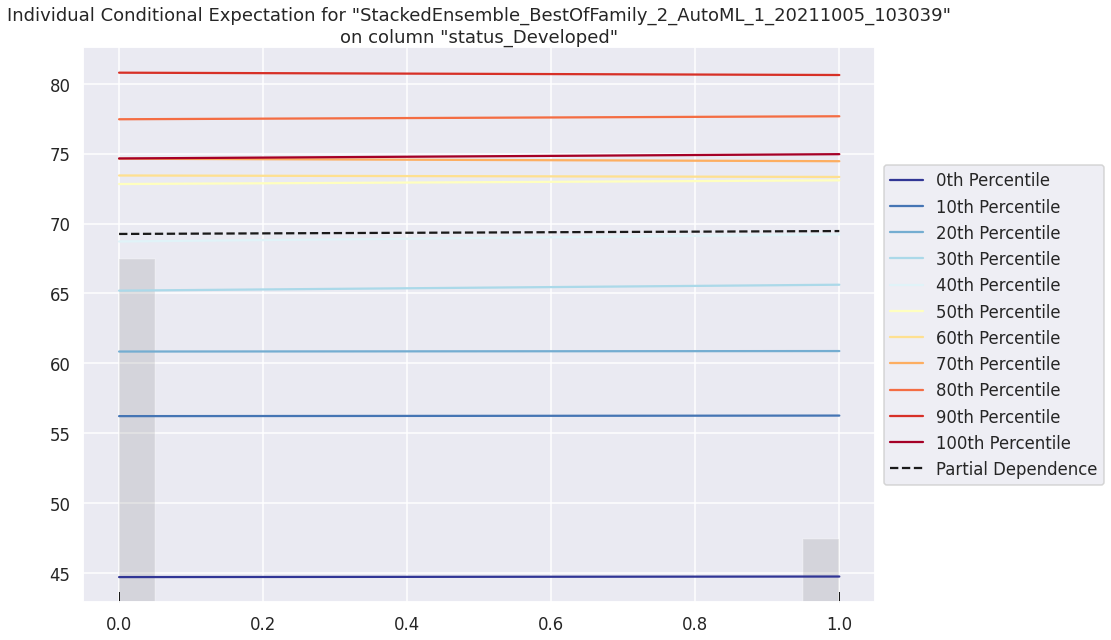 Individual Conditional Expectation for "StackedEnsemble_BestOfFamily_2_AutoML_1_20211005_103039"
on column "status_Developed"
80
75
70
65
60
55
50
45
0.0 0.2 0.4 0.6 0.8 1.0
0th Percentile
10th Percentile
20th Percentile
30th Percentile
40th Percentile
50th Percentile
60th Percentile
70th Percentile
80th Percentile
90th Percentile
100th Percentile
Partial Dependence